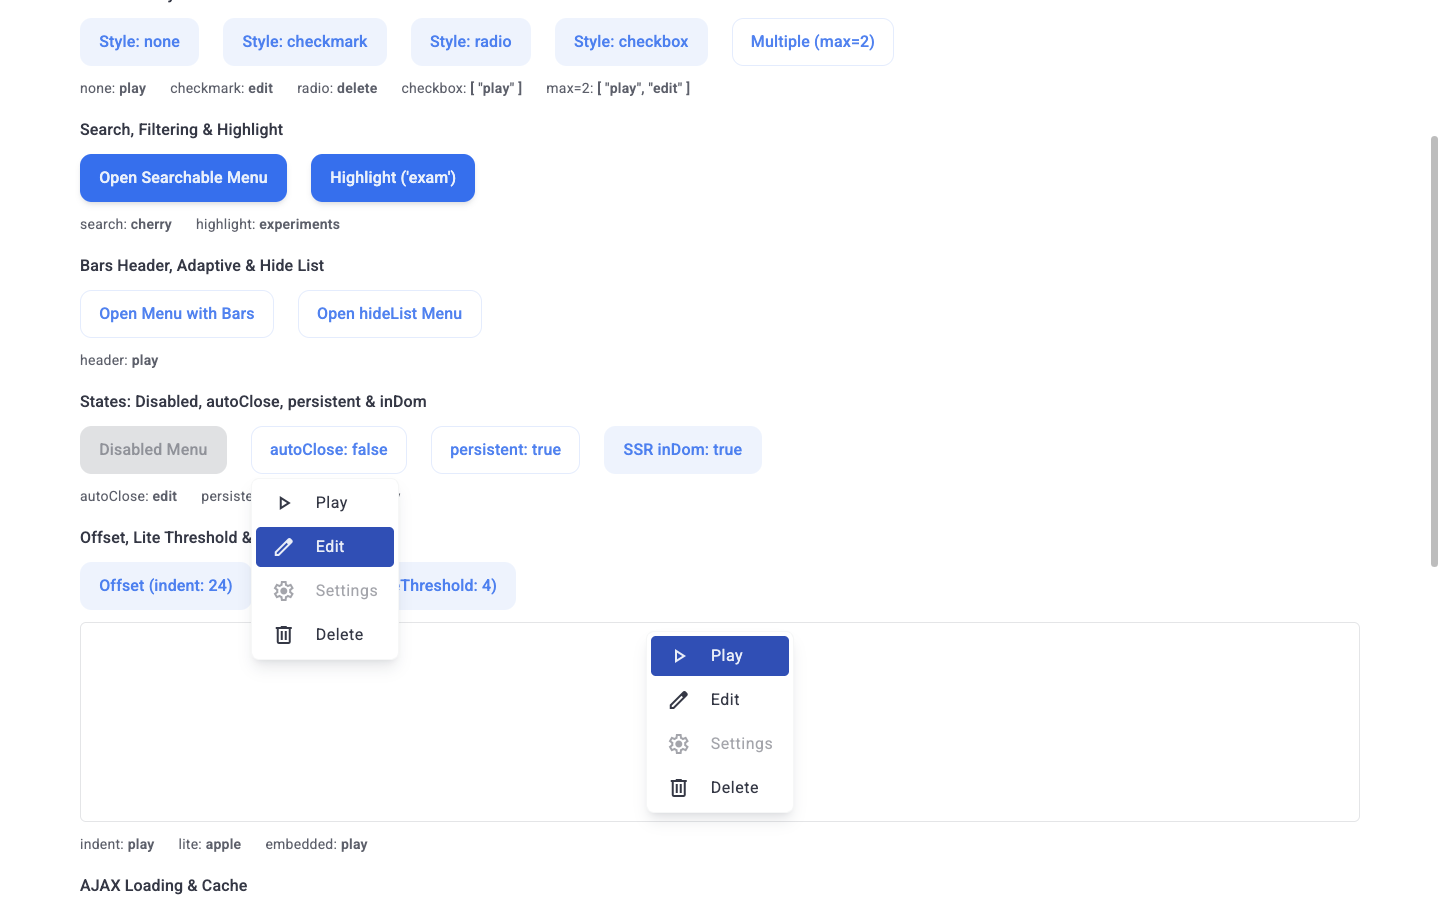 Style: none
Style: checkmark
Style: radio
Style: checkbox
Multiple (max=2)
none: play checkmark: edit radio: delete checkbox: [ "play" ] max=2: [ "play", "edit" ]
Search, Filtering & Highlight
Open Searchable Menu
Highlight ('exam')
search: cherry highlight: experiments
Bars Header, Adaptive & Hide List
Open Menu with Bars
Open hideList Menu
header: play
States: Disabled, autoClose, persistent & inDom
Disabled Menu
autoClose: false
persistent: true
SSR inDom: true
autoClose: edit
Play
Edit
Settings
Delete
Offset, Lite Threshold &
Offset (indent: 24)
Threshold: 4)
Play
Edit
Settings
Delete
indent: play lite: apple embedded: play
AJAX Loading & Cache